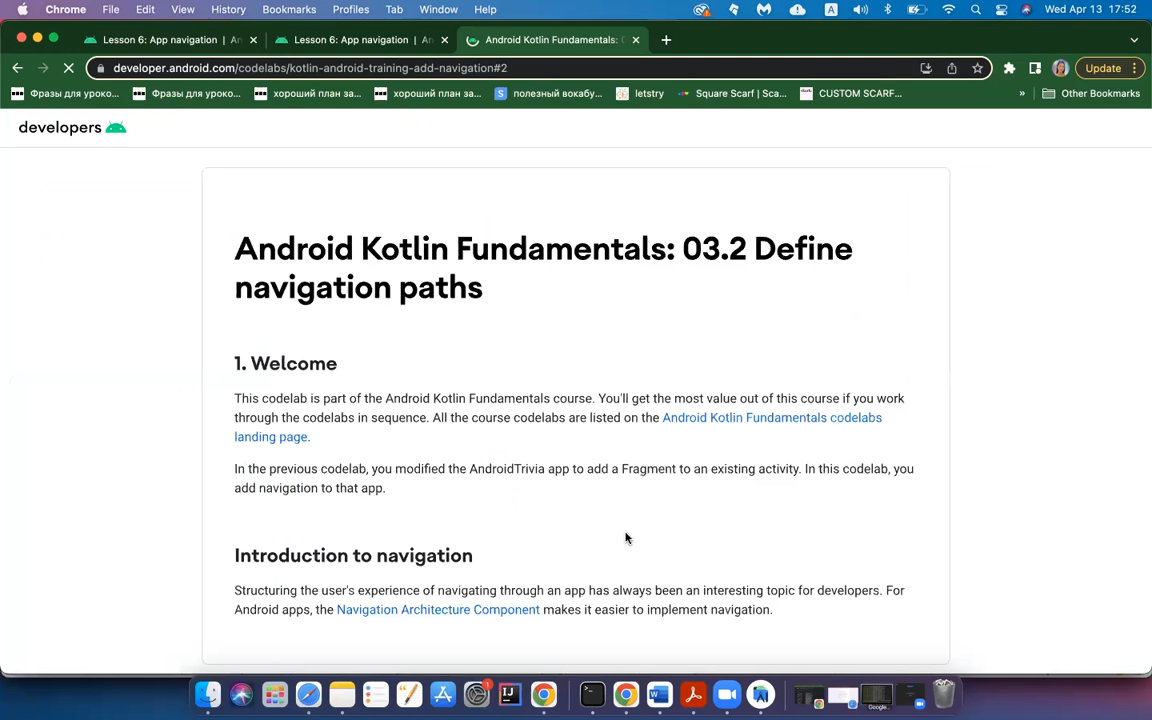 Chrome File Edit View History Bookmarks Profiles Tab Window Help A Wed Apr 13 17:52
Lesson 6: App navigation | An Lesson 6: App navigation | An Android Kotlin Fundamentals: 
developer.android.com/codelabs/kotlin-android-training-add-navigation#2 Update
Фразы для уроко... Фразы для уроко... хороший план за... хороший план за... S полезный вокабу... letstry Square Scarf | Sca... CUSTOM SCARF... » Other Bookmarks
developers
Android Kotlin Fundamentals: 03.2 Define
navigation paths
1. Welcome
This codelab is part of the Android Kotlin Fundamentals course. You'll get the most value out of this course if you work
through the codelabs in sequence. All the course codelabs are listed on the Android Kotlin Fundamentals codelabs
landing page.
In the previous codelab, you modified the AndroidTrivia app to add a Fragment to an existing activity. In this codelab, you
add navigation to that app.
Introduction to navigation
Structuring the user's experience of navigating through an app has always been an interesting topic for developers. For
Android apps, the Navigation Architecture Component makes it easier to implement navigation.